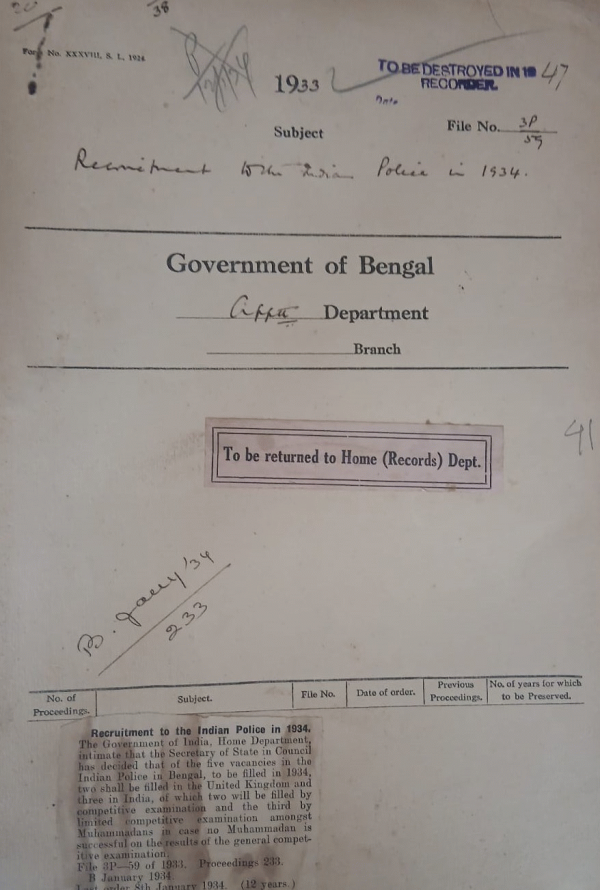 38
Form No. XXXVIII, S. L. 1926
1933
TO BE DESTROYED IN 19 47
RECORDER.
Date
Subject
File No. 3P
59
Recruitment to the Indian Police in 1934.
Government of Bengal
Appt Department
Branch
41
To be returned to Home (Records) Dept.
B. Jany '34
233
No. of Proceedings. Subject. File No. Date of order. Previous Proceedings. No. of years for which to be Preserved.
Recruitment to the Indian Police in 1934.
The Government of India, Home Department,
intimate that the Secretary of State in Council
has decided that of the five vacancies in the
Indian Police in Bengal, to be filled in 1934,
two shall be filled in the United Kingdom and
three in India, of which two will be filled by
competitive examination and the third by
limited competitive examination amongst
Muhammadans in case no Muhammadan is
successful on the results of the general compet-
itive examination.
File 3P—59 of 1933. Proceedings 233.
B January 1934.
Last order 8th January 1934. (12 years.)